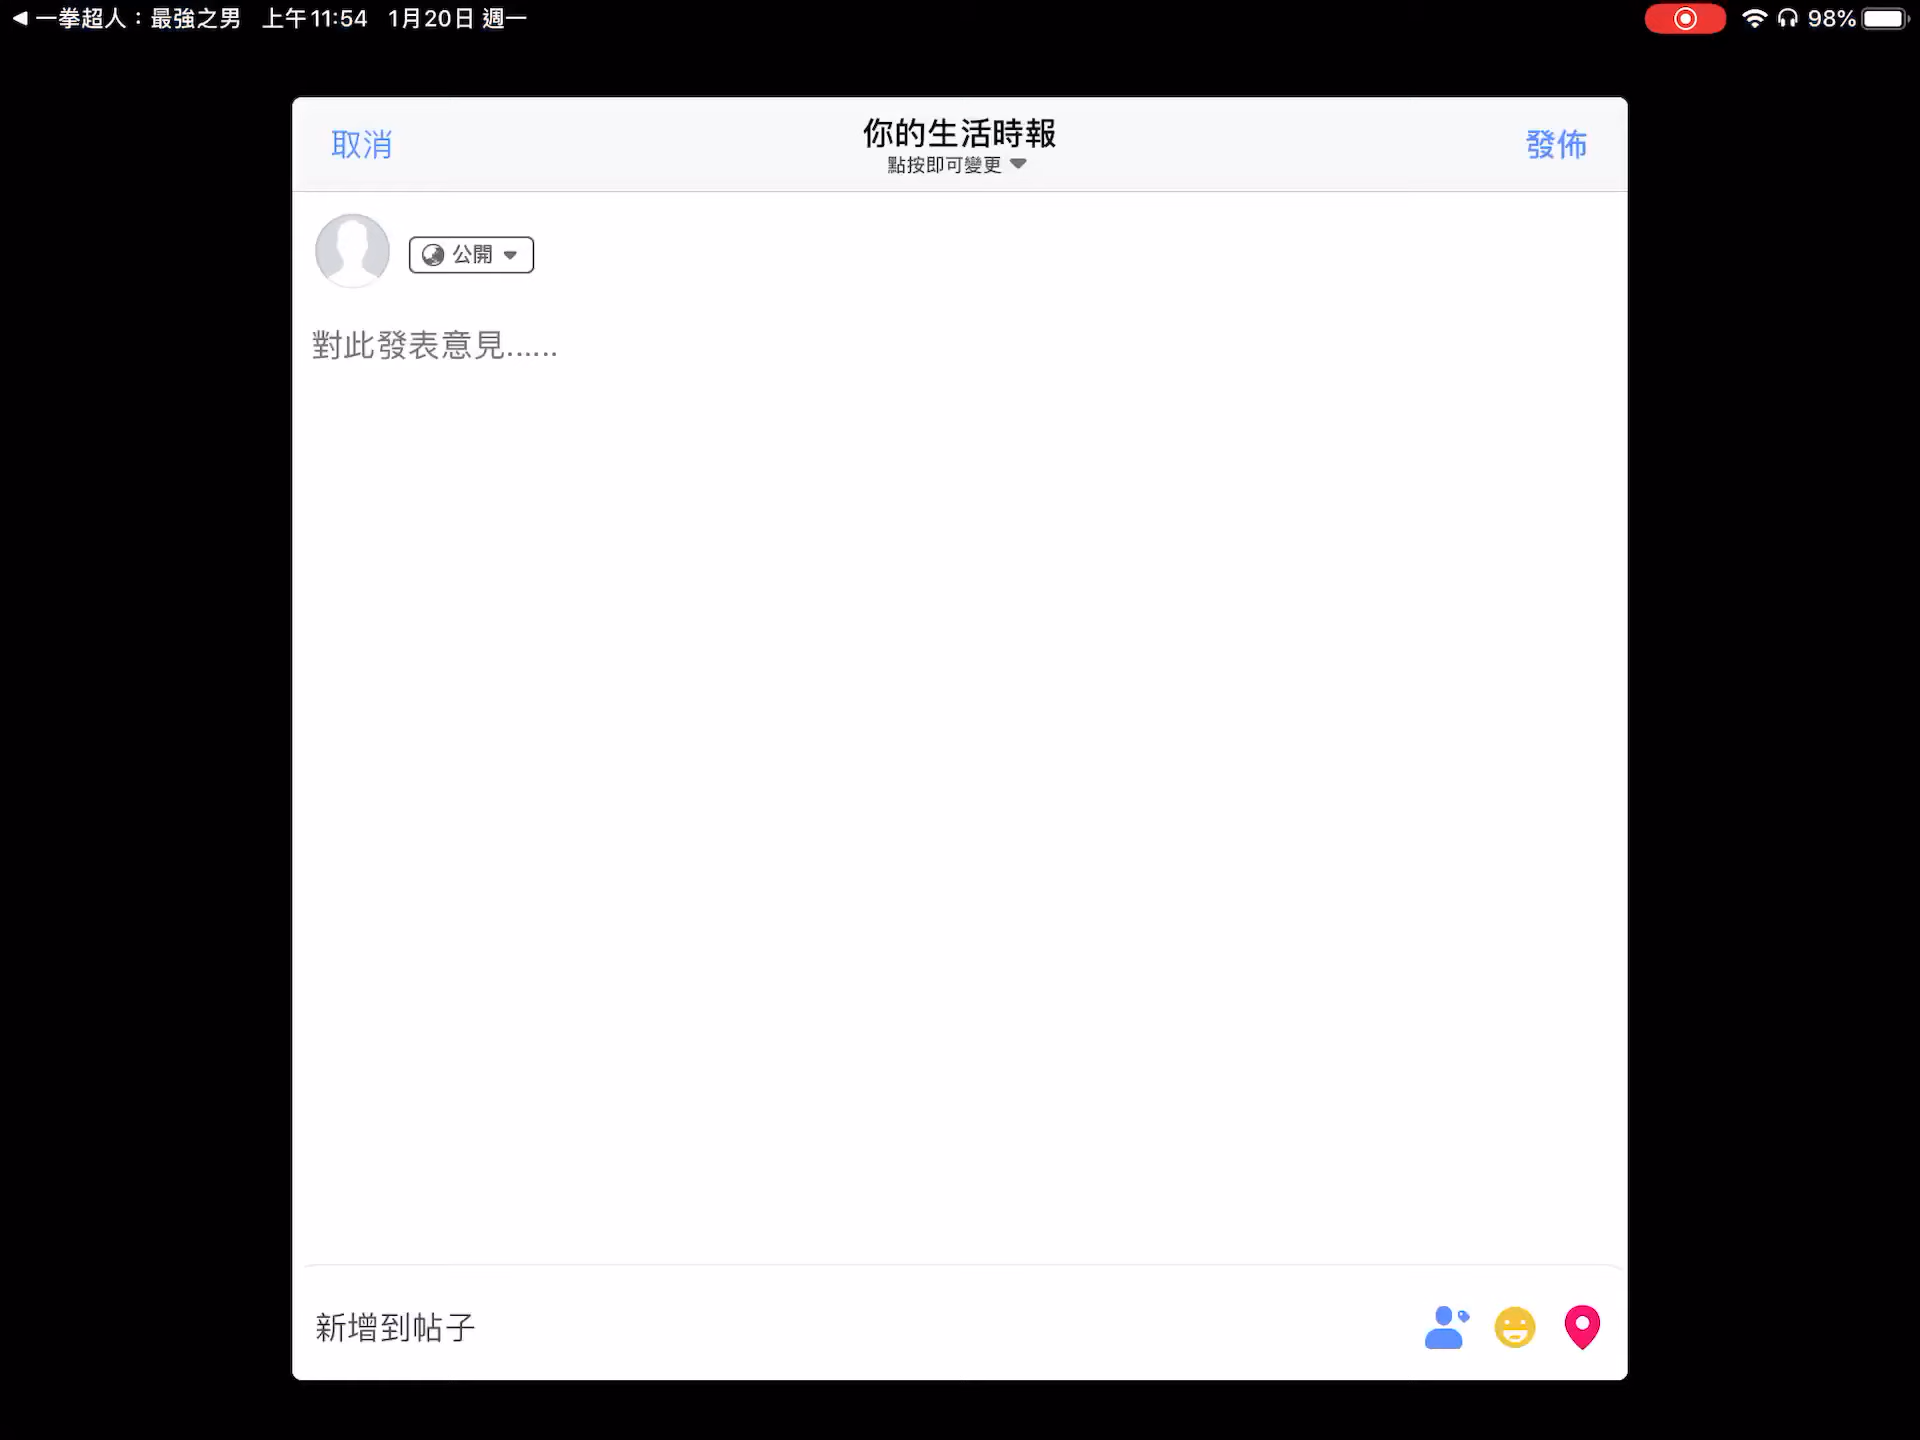 ◀ 一拳超人：最強之男 上午11:54 1月20日 週一 98%
取消 你的生活時報 發佈
點按即可變更
公開
對此發表意見......
新增到帖子